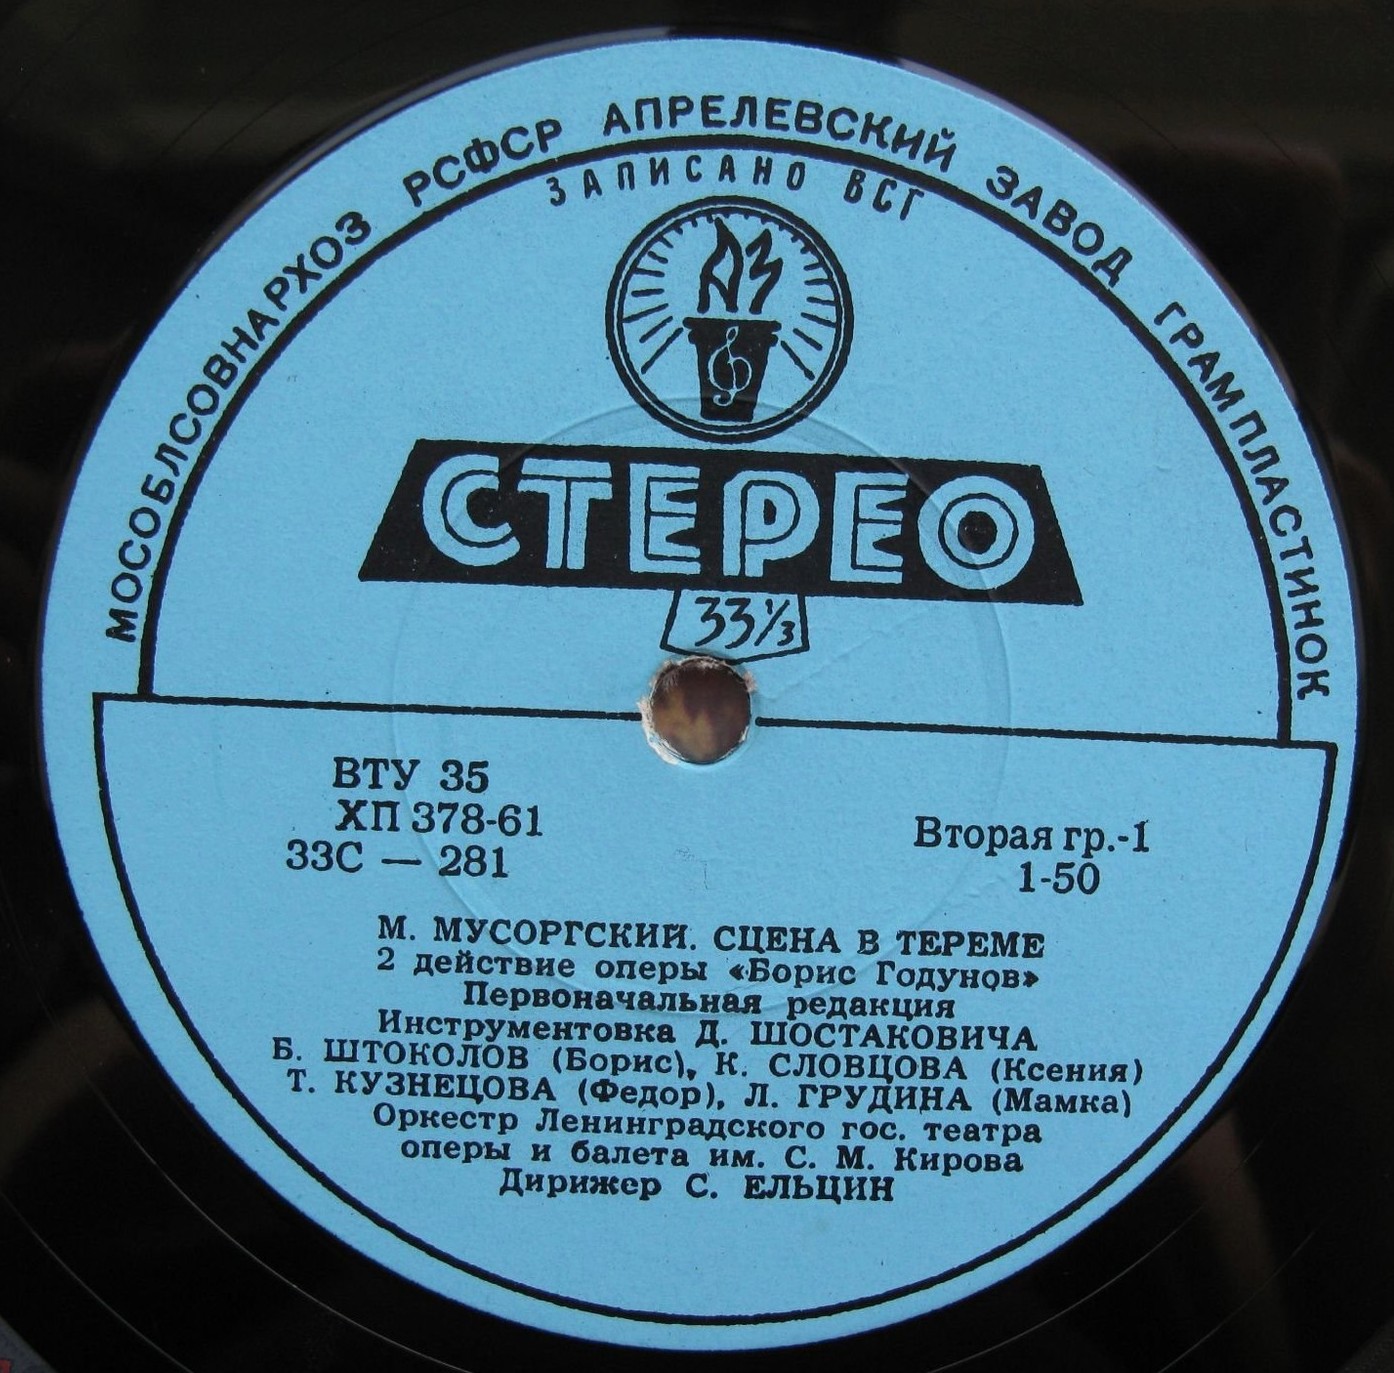 МОСОБЛСОВНАРХОЗ РСФСР АПРЕЛЕВСКИЙ ЗАВОД ГРАМПЛАСТИНОК
ЗАПИСАНО ВСГ
АЗ
СТЕРЕО
33⅓
ВТУ 35
ХП 378-61
33С — 281
Вторая гр.-1
1-50
М. МУСОРГСКИЙ. СЦЕНА В ТЕРЕМЕ
2 действие оперы «Борис Годунов»
Первоначальная редакция
Инструментовка Д. ШОСТАКОВИЧА
Б. ШТОКОЛОВ (Борис), К. СЛОВЦОВА (Ксения)
Т. КУЗНЕЦОВА (Федор), Л. ГРУДИНА (Мамка)
Оркестр Ленинградского гос. театра
оперы и балета им. С. М. Кирова
Дирижер С. ЕЛЬЦИН